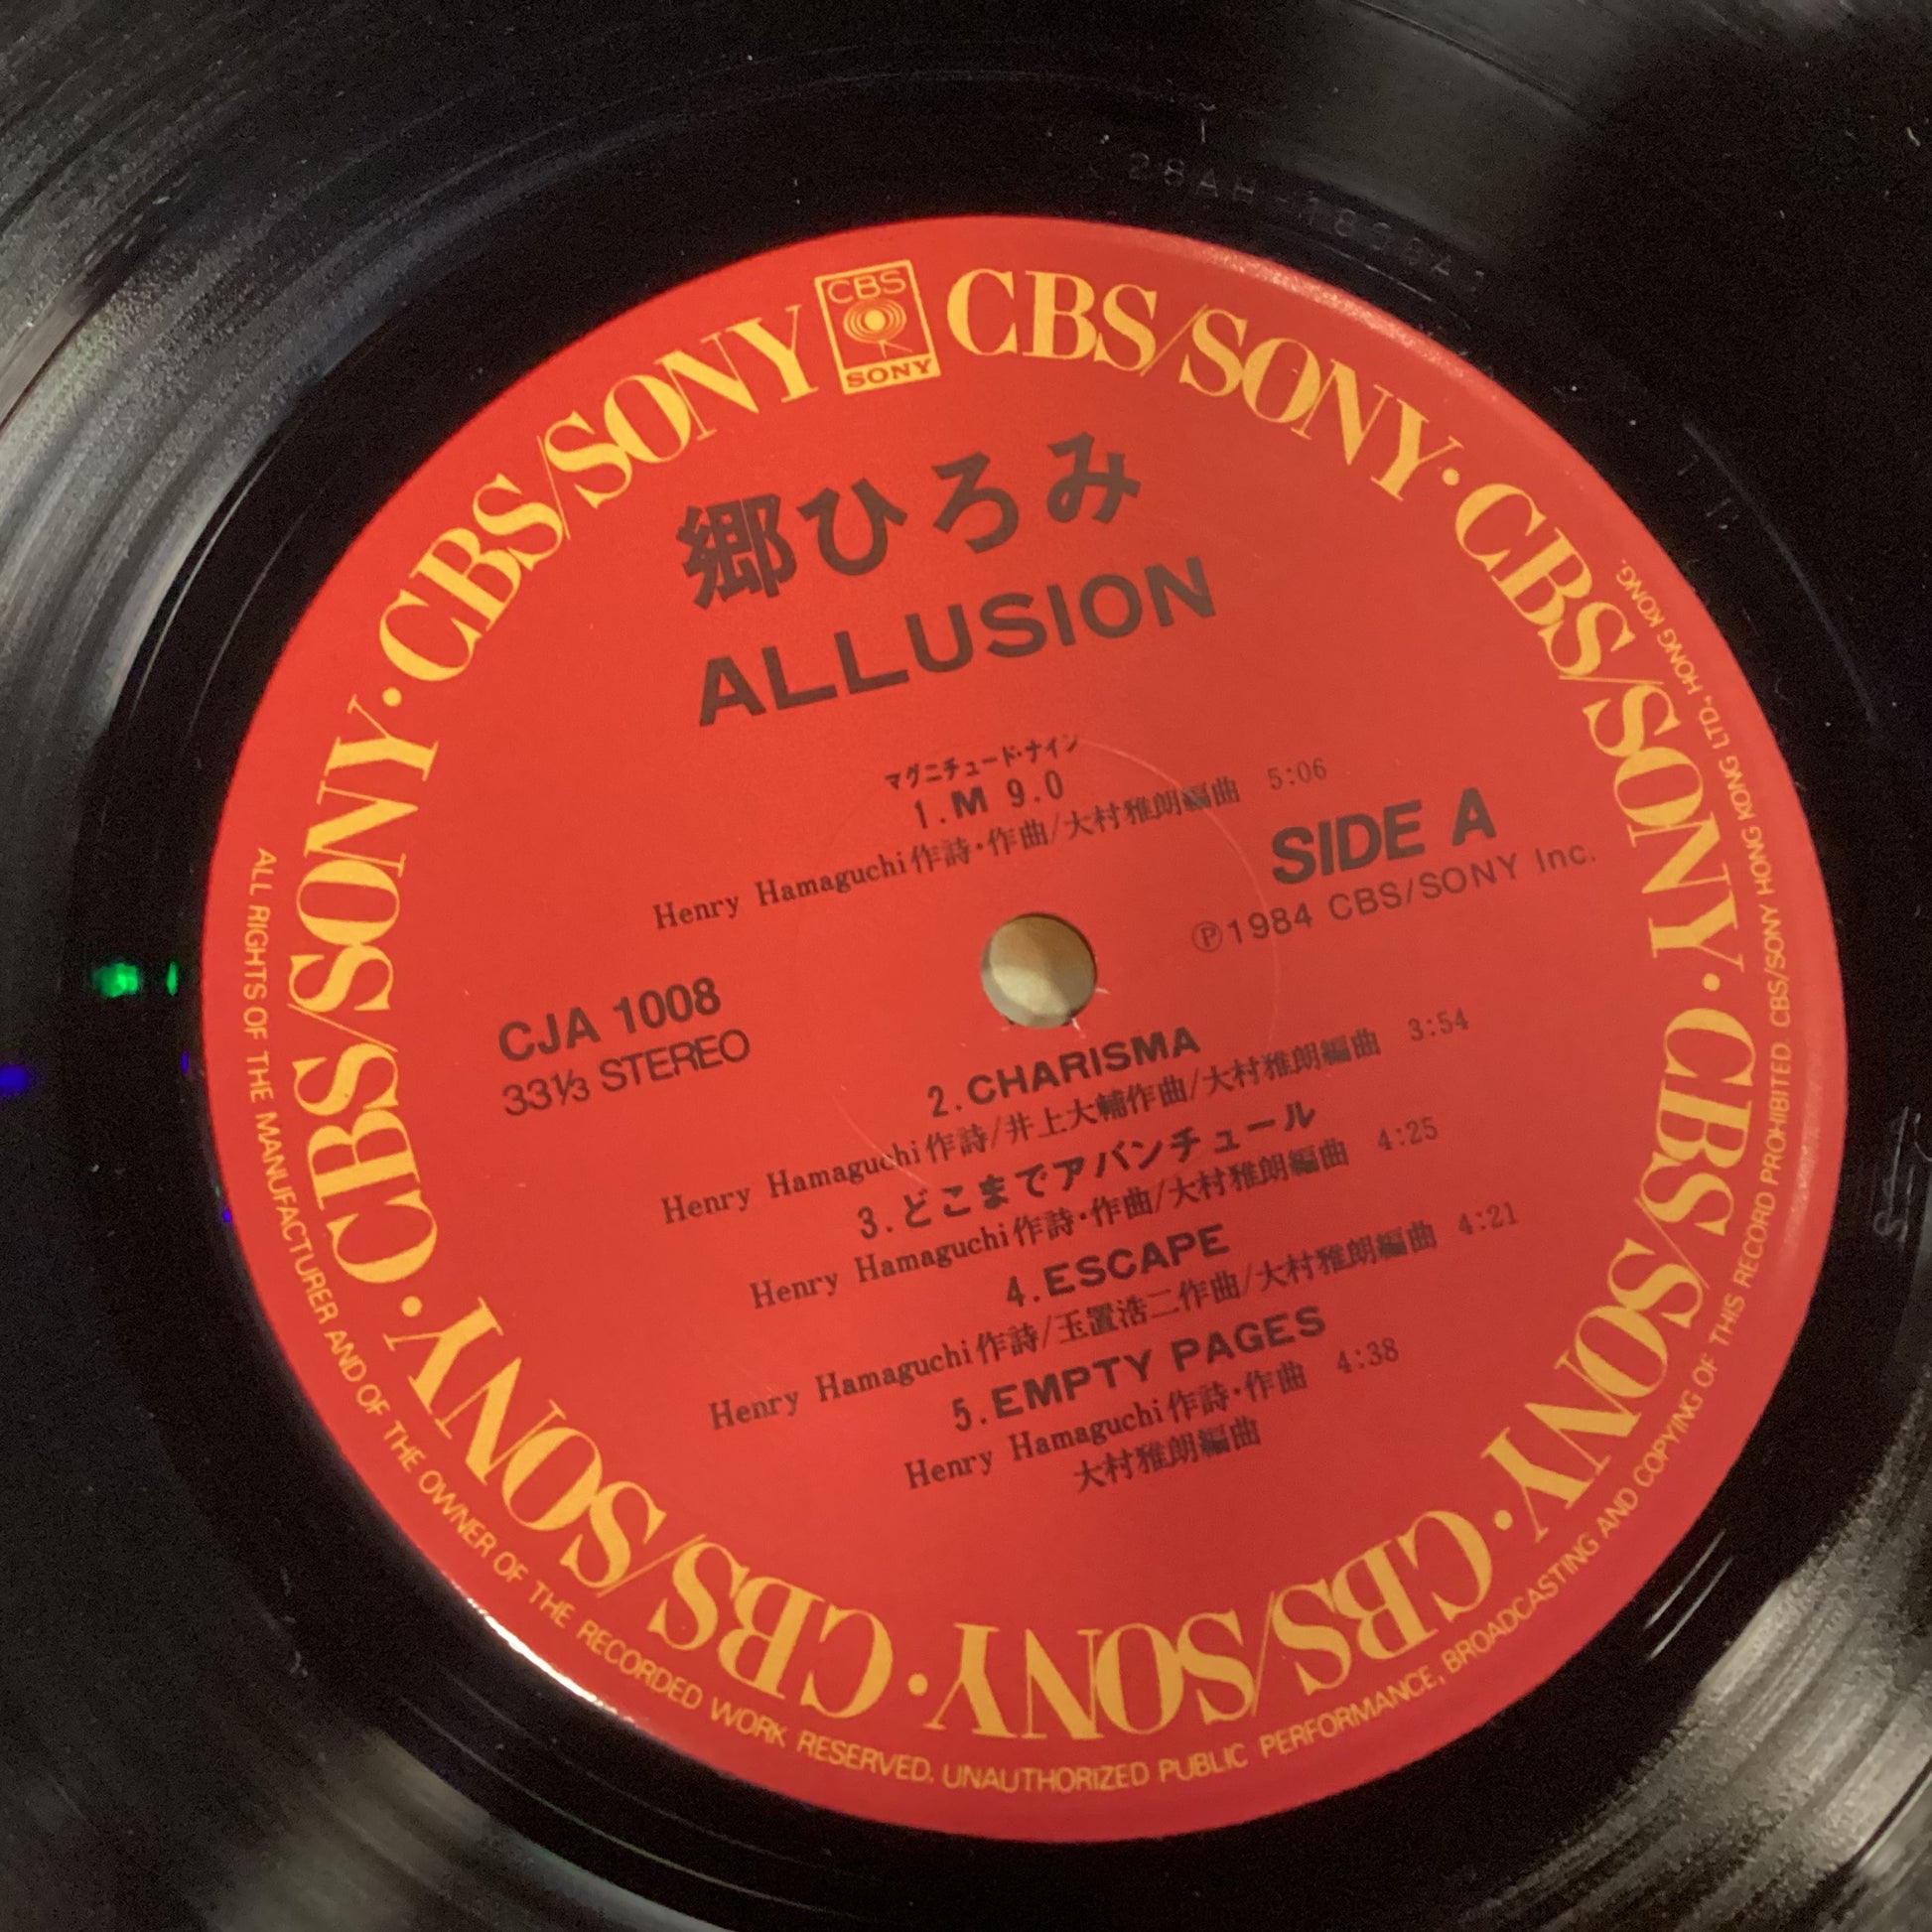 CBS
SONY
CBS/SONY · CBS/SONY · CBS/SONY · CBS/SONY · CBS/SONY · CBS/SONY · CBS/SONY · CBS/SONY
郷ひろみ
ALLUSION
マグニチュード・ナイン
1.M 9.0 5:06
Henry Hamaguchi作詩・作曲/大村雅朗編曲
SIDE A
Ⓟ1984 CBS/SONY Inc.
CJA 1008
33⅓ STEREO
2.CHARISMA 3:54
Henry Hamaguchi作詩/井上大輔作曲/大村雅朗編曲
3.どこまでアバンチュール 4:25
Henry Hamaguchi作詩・作曲/大村雅朗編曲
4.ESCAPE 4:21
Henry Hamaguchi作詩/玉置浩二作曲/大村雅朗編曲
5.EMPTY PAGES 4:38
Henry Hamaguchi作詩・作曲
大村雅朗編曲
ALL RIGHTS OF THE MANUFACTURER AND OF THE OWNER OF THE RECORDED WORK RESERVED. UNAUTHORIZED PUBLIC PERFORMANCE, BROADCASTING AND COPYING OF THIS RECORD PROHIBITED. CBS/SONY HONG KONG LTD., HONG KONG.